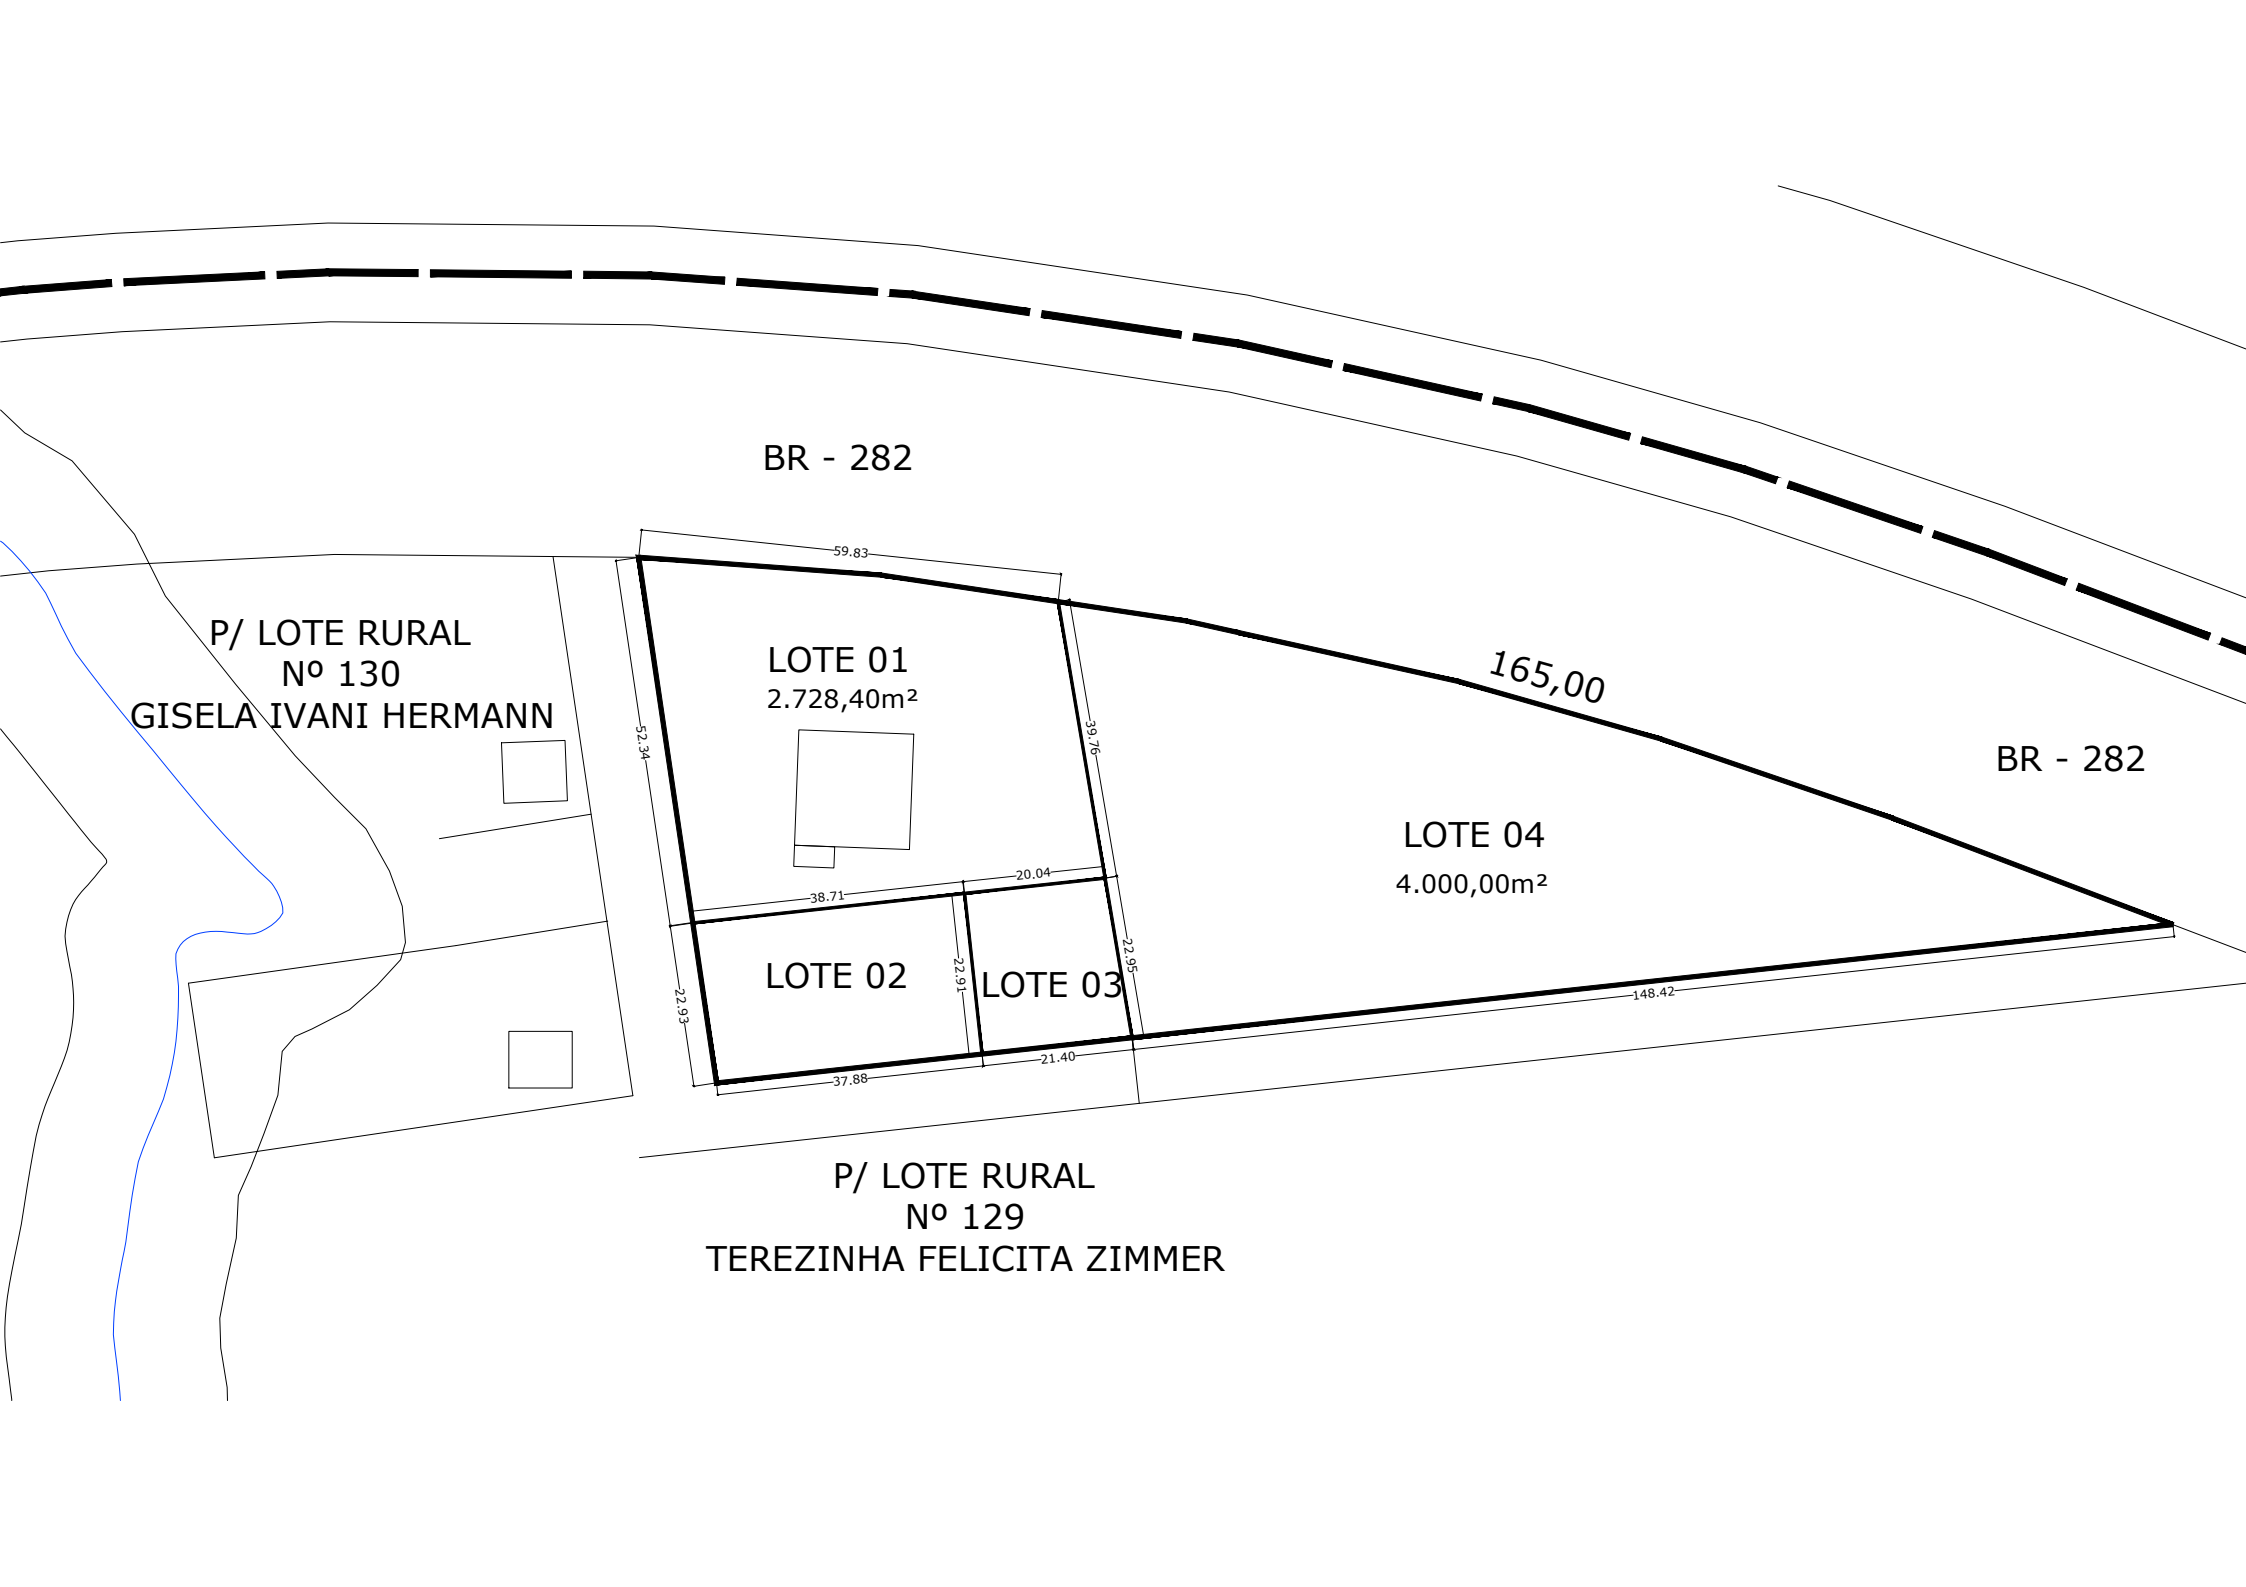 BR - 282
59.83
P/ LOTE RURAL
Nº 130
GISELA IVANI HERMANN
LOTE 01
2.728,40m²
165,00
52.34
39.76
BR - 282
LOTE 04
4.000,00m²
20.04
38.71
LOTE 02
22.91
LOTE 03
22.95
22.93
148.42
21.40
37.88
P/ LOTE RURAL
Nº 129
TEREZINHA FELICITA ZIMMER